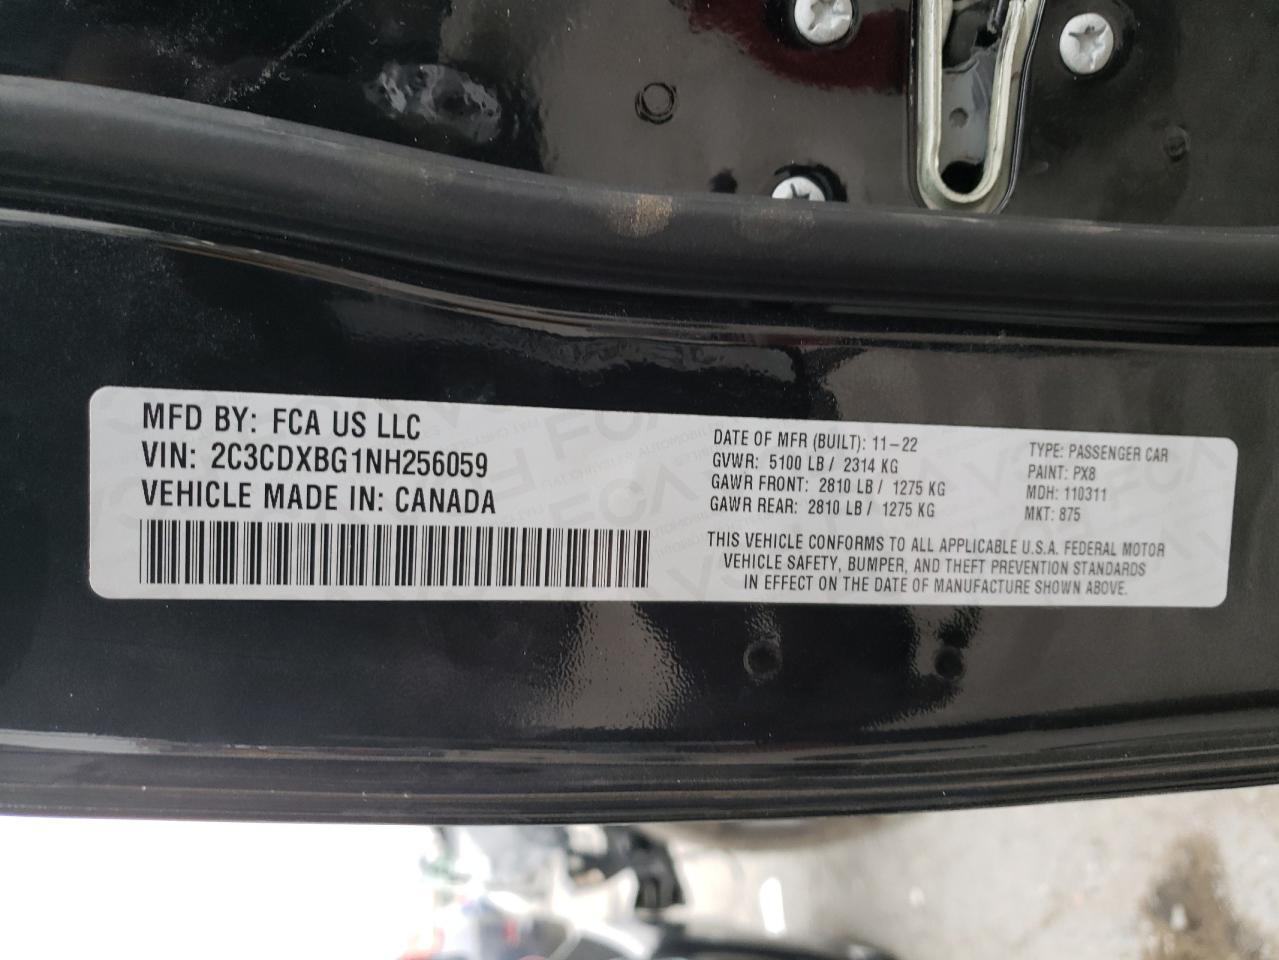 MFD BY: FCA US LLC
VIN: 2C3CDXBG1NH256059
VEHICLE MADE IN: CANADA
DATE OF MFR (BUILT): 11-22
GVWR: 5100 LB / 2314 KG
GAWR FRONT: 2810 LB / 1275 KG
GAWR REAR: 2810 LB / 1275 KG
TYPE: PASSENGER CAR
PAINT: PX8
MDH: 110311
MKT: 875
THIS VEHICLE CONFORMS TO ALL APPLICABLE U.S.A. FEDERAL MOTOR
VEHICLE SAFETY, BUMPER, AND THEFT PREVENTION STANDARDS
IN EFFECT ON THE DATE OF MANUFACTURE SHOWN ABOVE.